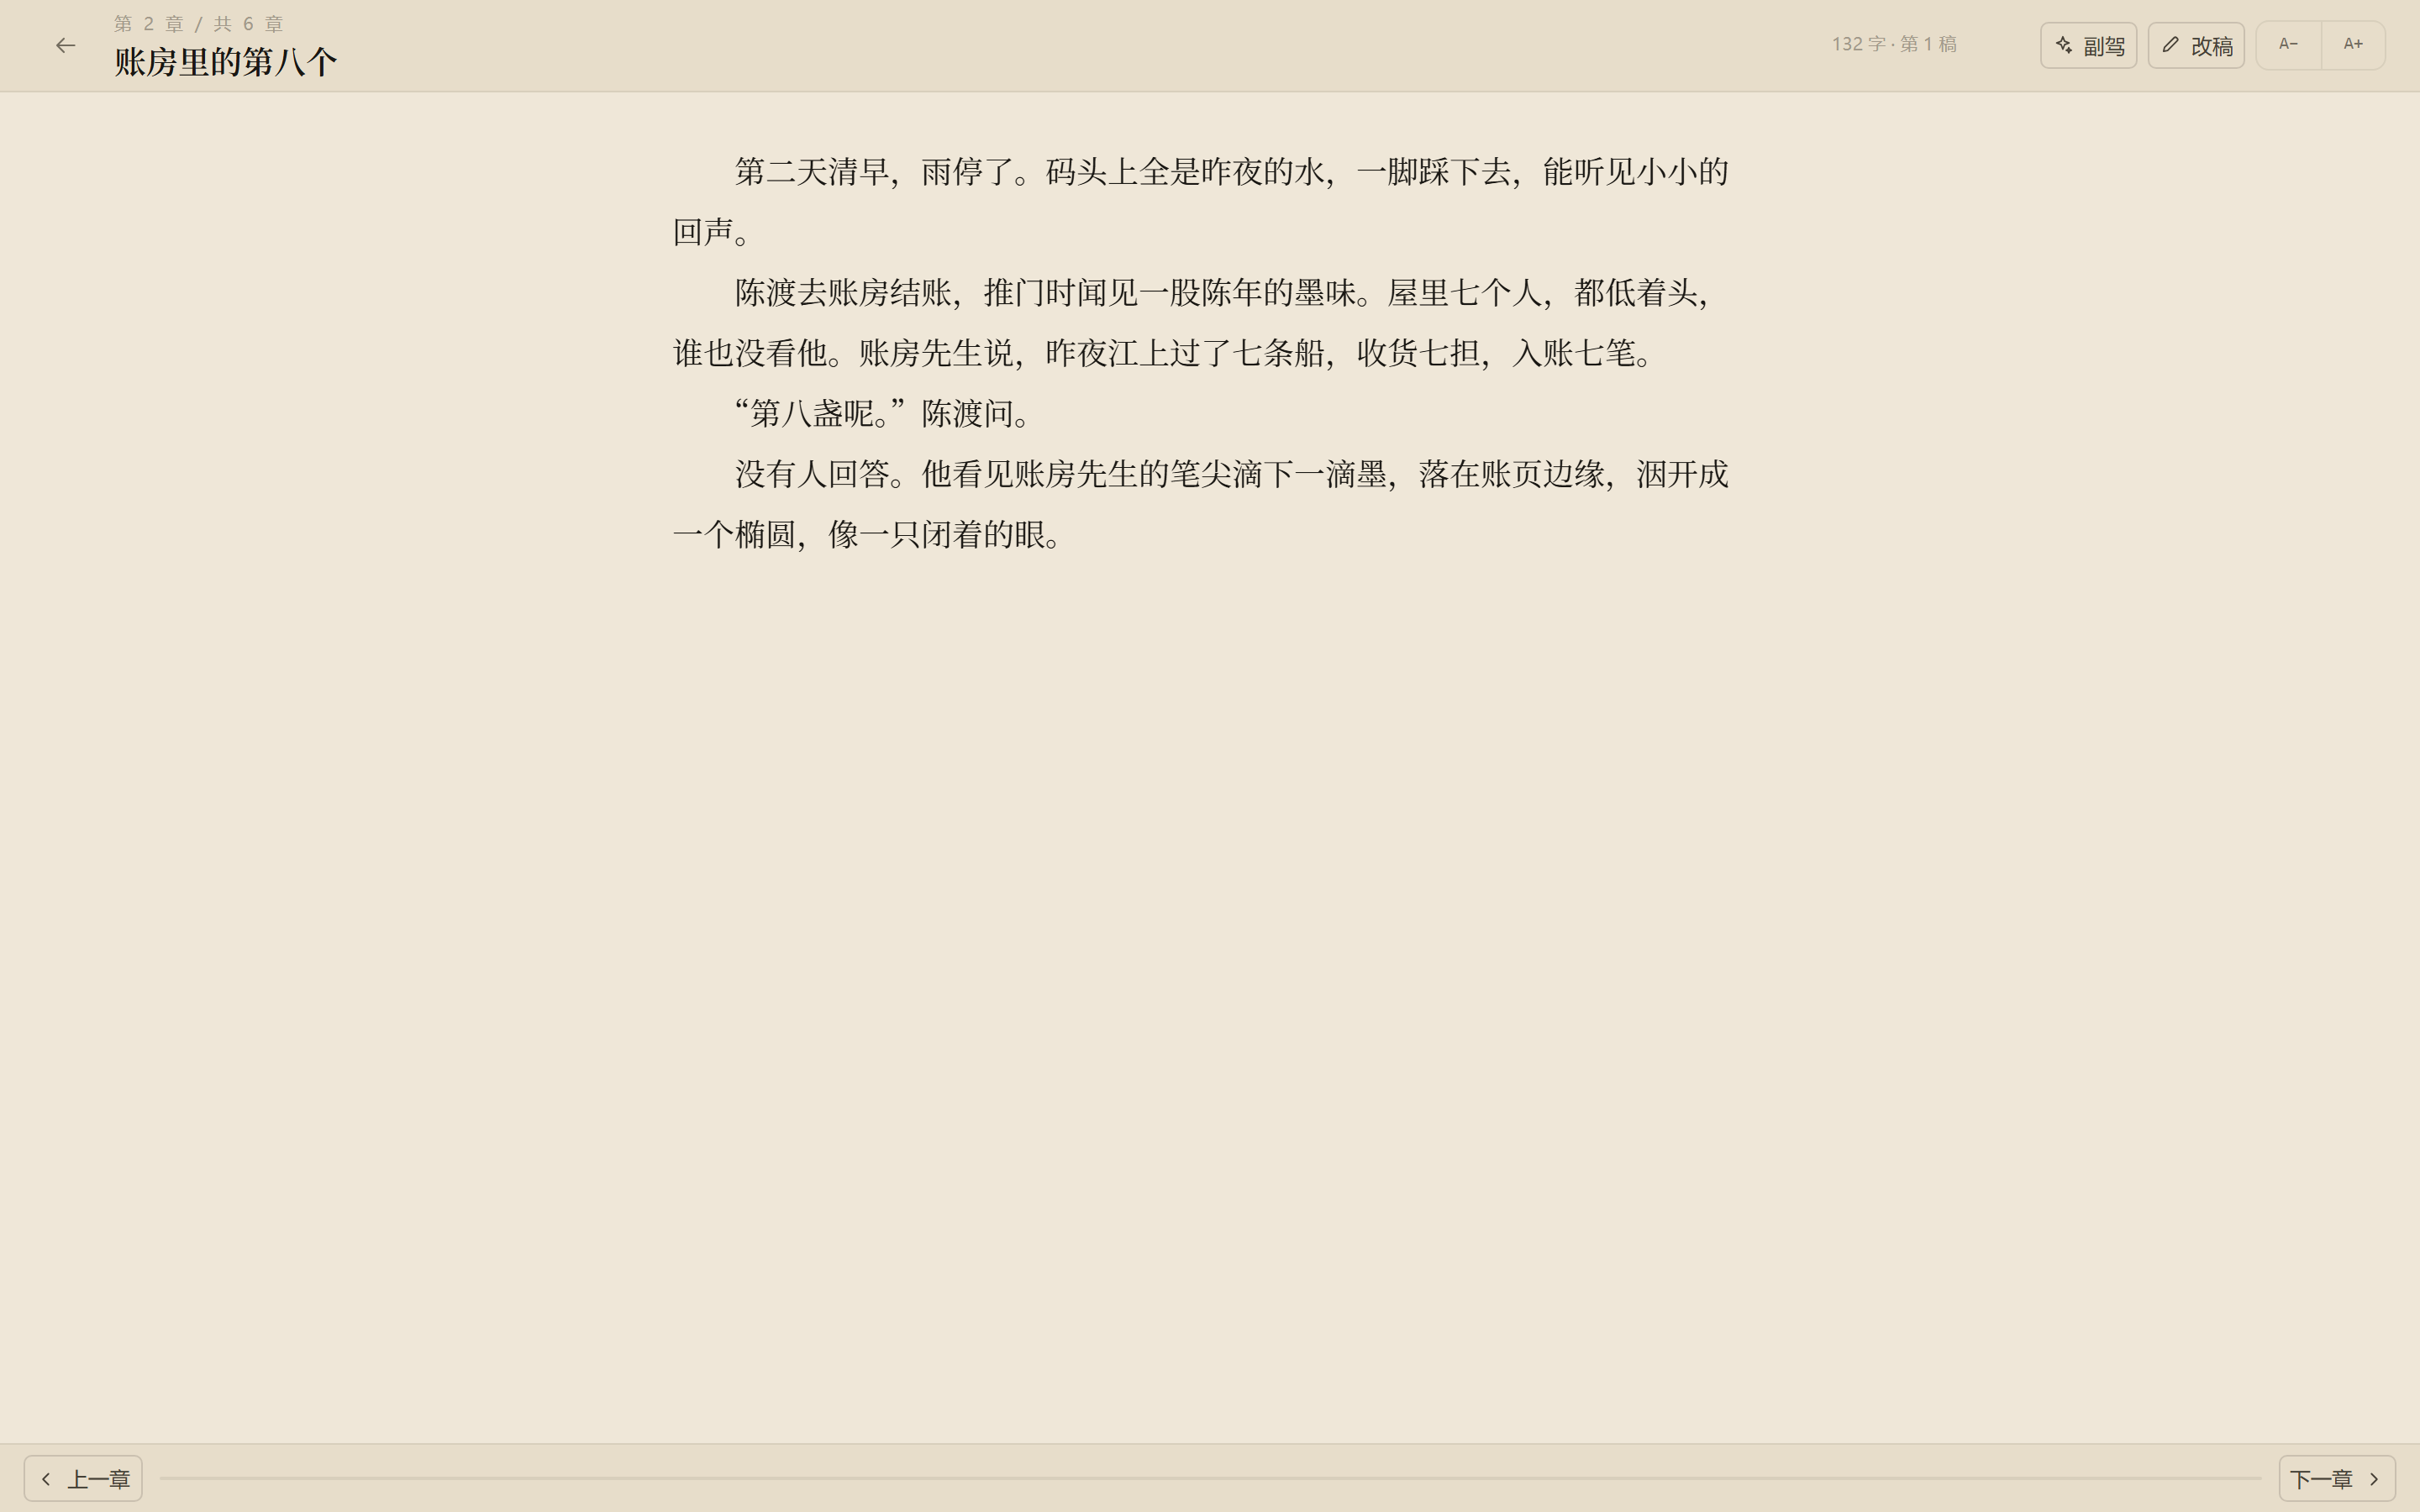 第 2 章 / 共 6 章
账房里的第八个
132 字 · 第 1 稿
副驾
改稿
A−
A+
第二天清早，雨停了。码头上全是昨夜的水，一脚踩下去，能听见小小的
回声。
陈渡去账房结账，推门时闻见一股陈年的墨味。屋里七个人，都低着头，
谁也没看他。账房先生说，昨夜江上过了七条船，收货七担，入账七笔。
“第八盏呢。”陈渡问。
没有人回答。他看见账房先生的笔尖滴下一滴墨，落在账页边缘，洇开成
一个椭圆，像一只闭着的眼。
上一章
下一章